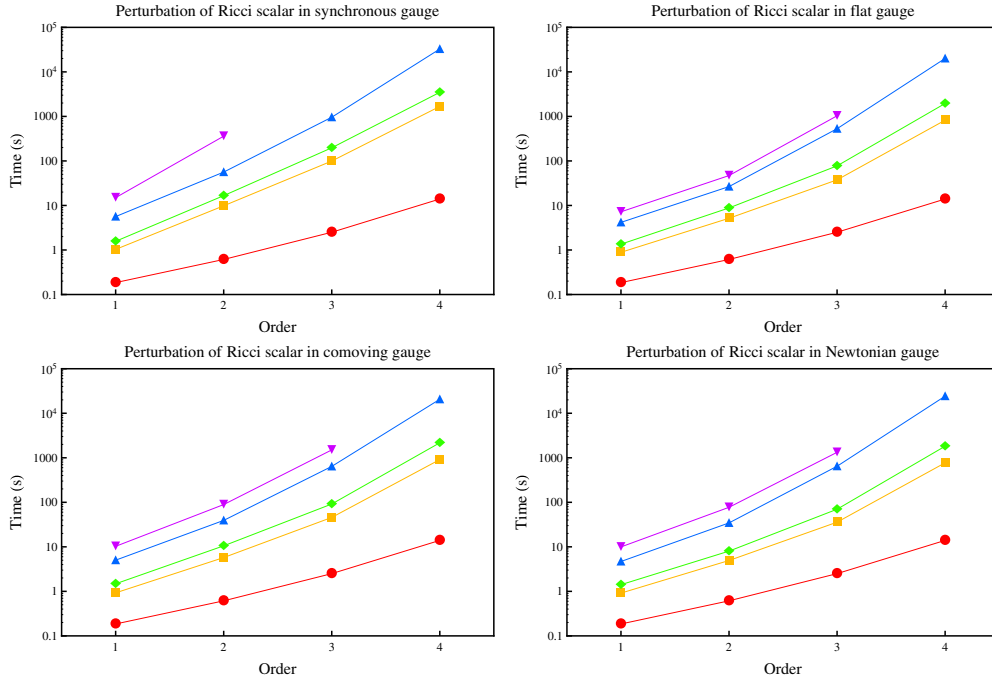 Perturbation of Ricci scalar in synchronous gauge
10^5
10^4
1000
100
10
1
0.1
Time (s)
1 2 3 4
Order
Perturbation of Ricci scalar in flat gauge
10^5
10^4
1000
100
10
1
0.1
Time (s)
1 2 3 4
Order
Perturbation of Ricci scalar in comoving gauge
10^5
10^4
1000
100
10
1
0.1
Time (s)
1 2 3 4
Order
Perturbation of Ricci scalar in Newtonian gauge
10^5
10^4
1000
100
10
1
0.1
Time (s)
1 2 3 4
Order